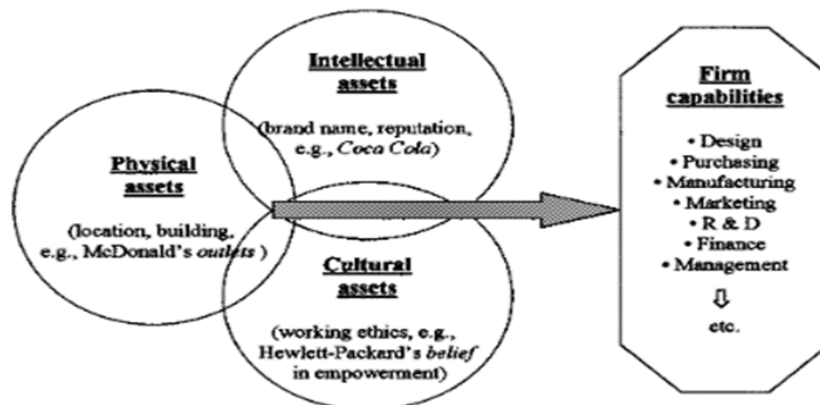 Intellectual
assets
(brand name, reputation,
e.g., Coca Cola)
Physical
assets
(location, building,
e.g., McDonald's outlets )
Cultural
assets
(working ethics, e.g.,
Hewlett-Packard's belief
in empowerment)
Firm
capabilities
• Design
• Purchasing
• Manufacturing
• Marketing
• R & D
• Finance
• Management
etc.